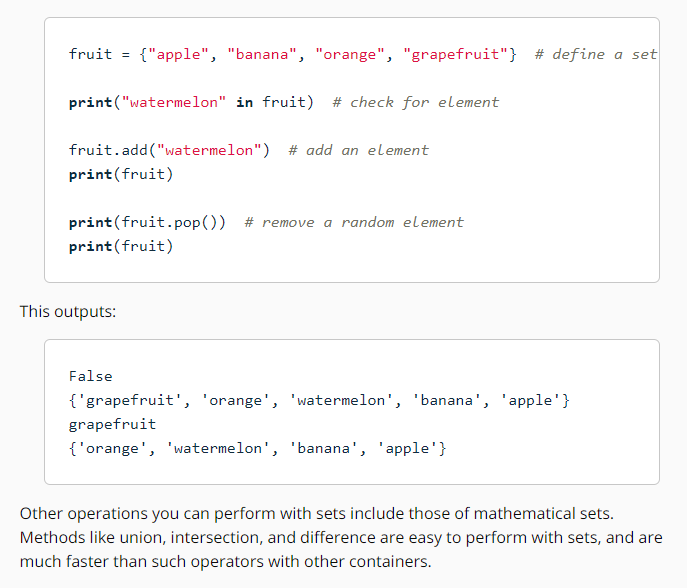 fruit = {"apple", "banana", "orange", "grapefruit"}  # define a set
print("watermelon" in fruit)  # check for element
fruit.add("watermelon")  # add an element
print(fruit)
print(fruit.pop())  # remove a random element
print(fruit)
This outputs:
False
{'grapefruit', 'orange', 'watermelon', 'banana', 'apple'}
grapefruit
{'orange', 'watermelon', 'banana', 'apple'}
Other operations you can perform with sets include those of mathematical sets.
Methods like union, intersection, and difference are easy to perform with sets, and are
much faster than such operators with other containers.